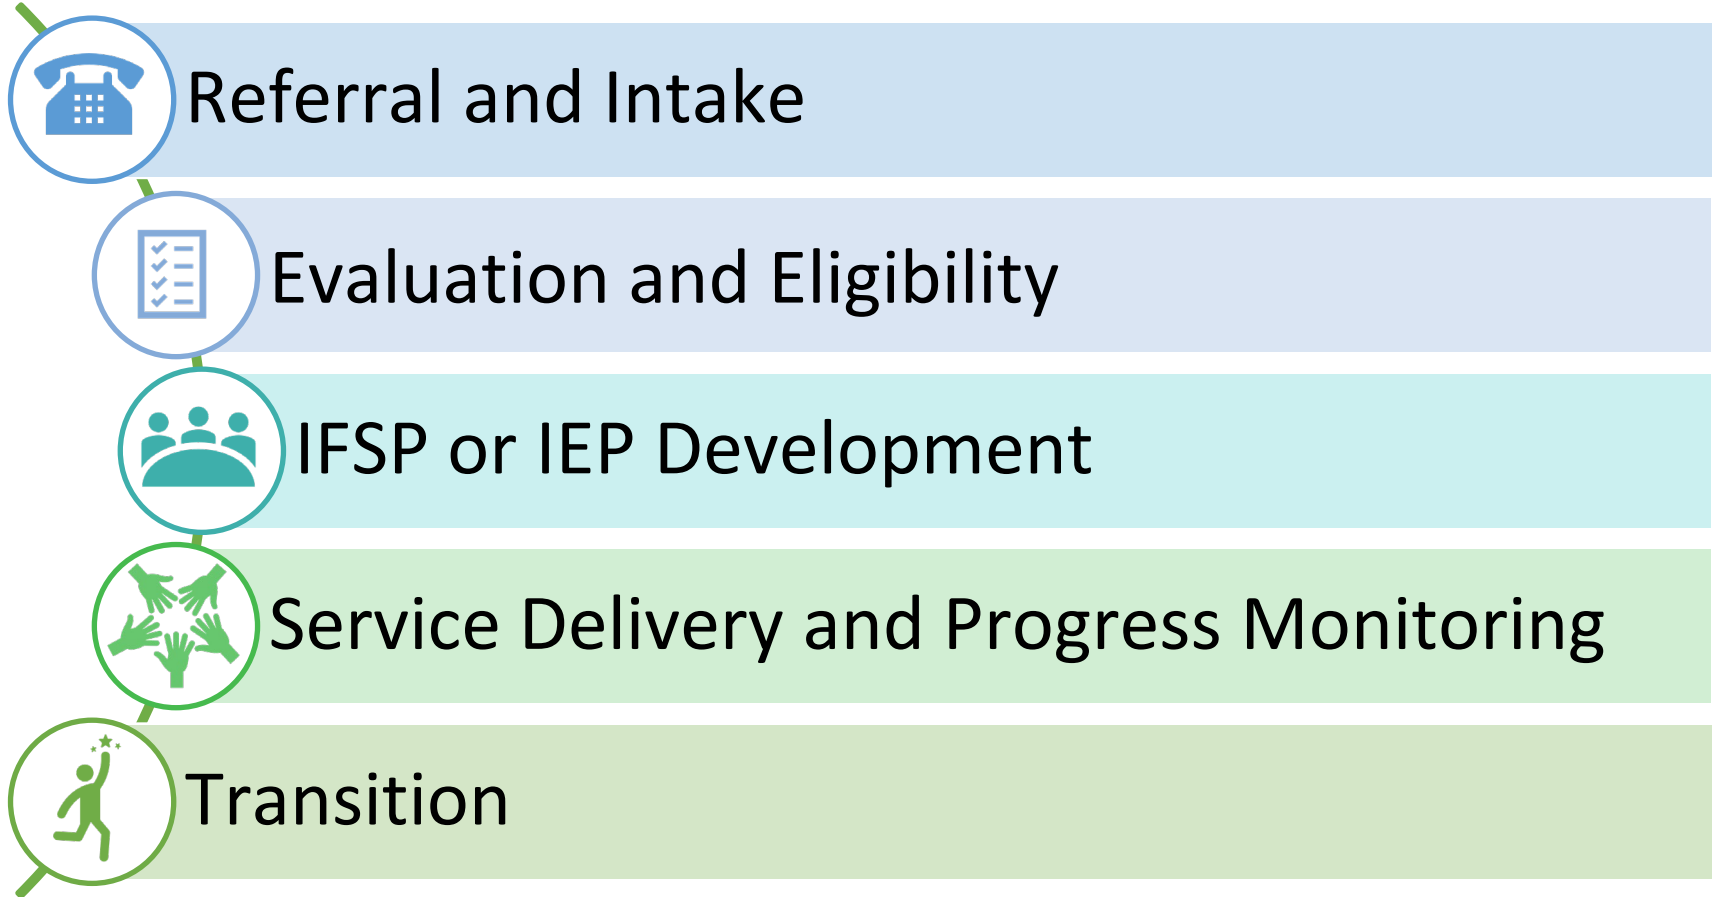 Referral and Intake
Evaluation and Eligibility
IFSP or IEP Development
Service Delivery and Progress Monitoring
Transition